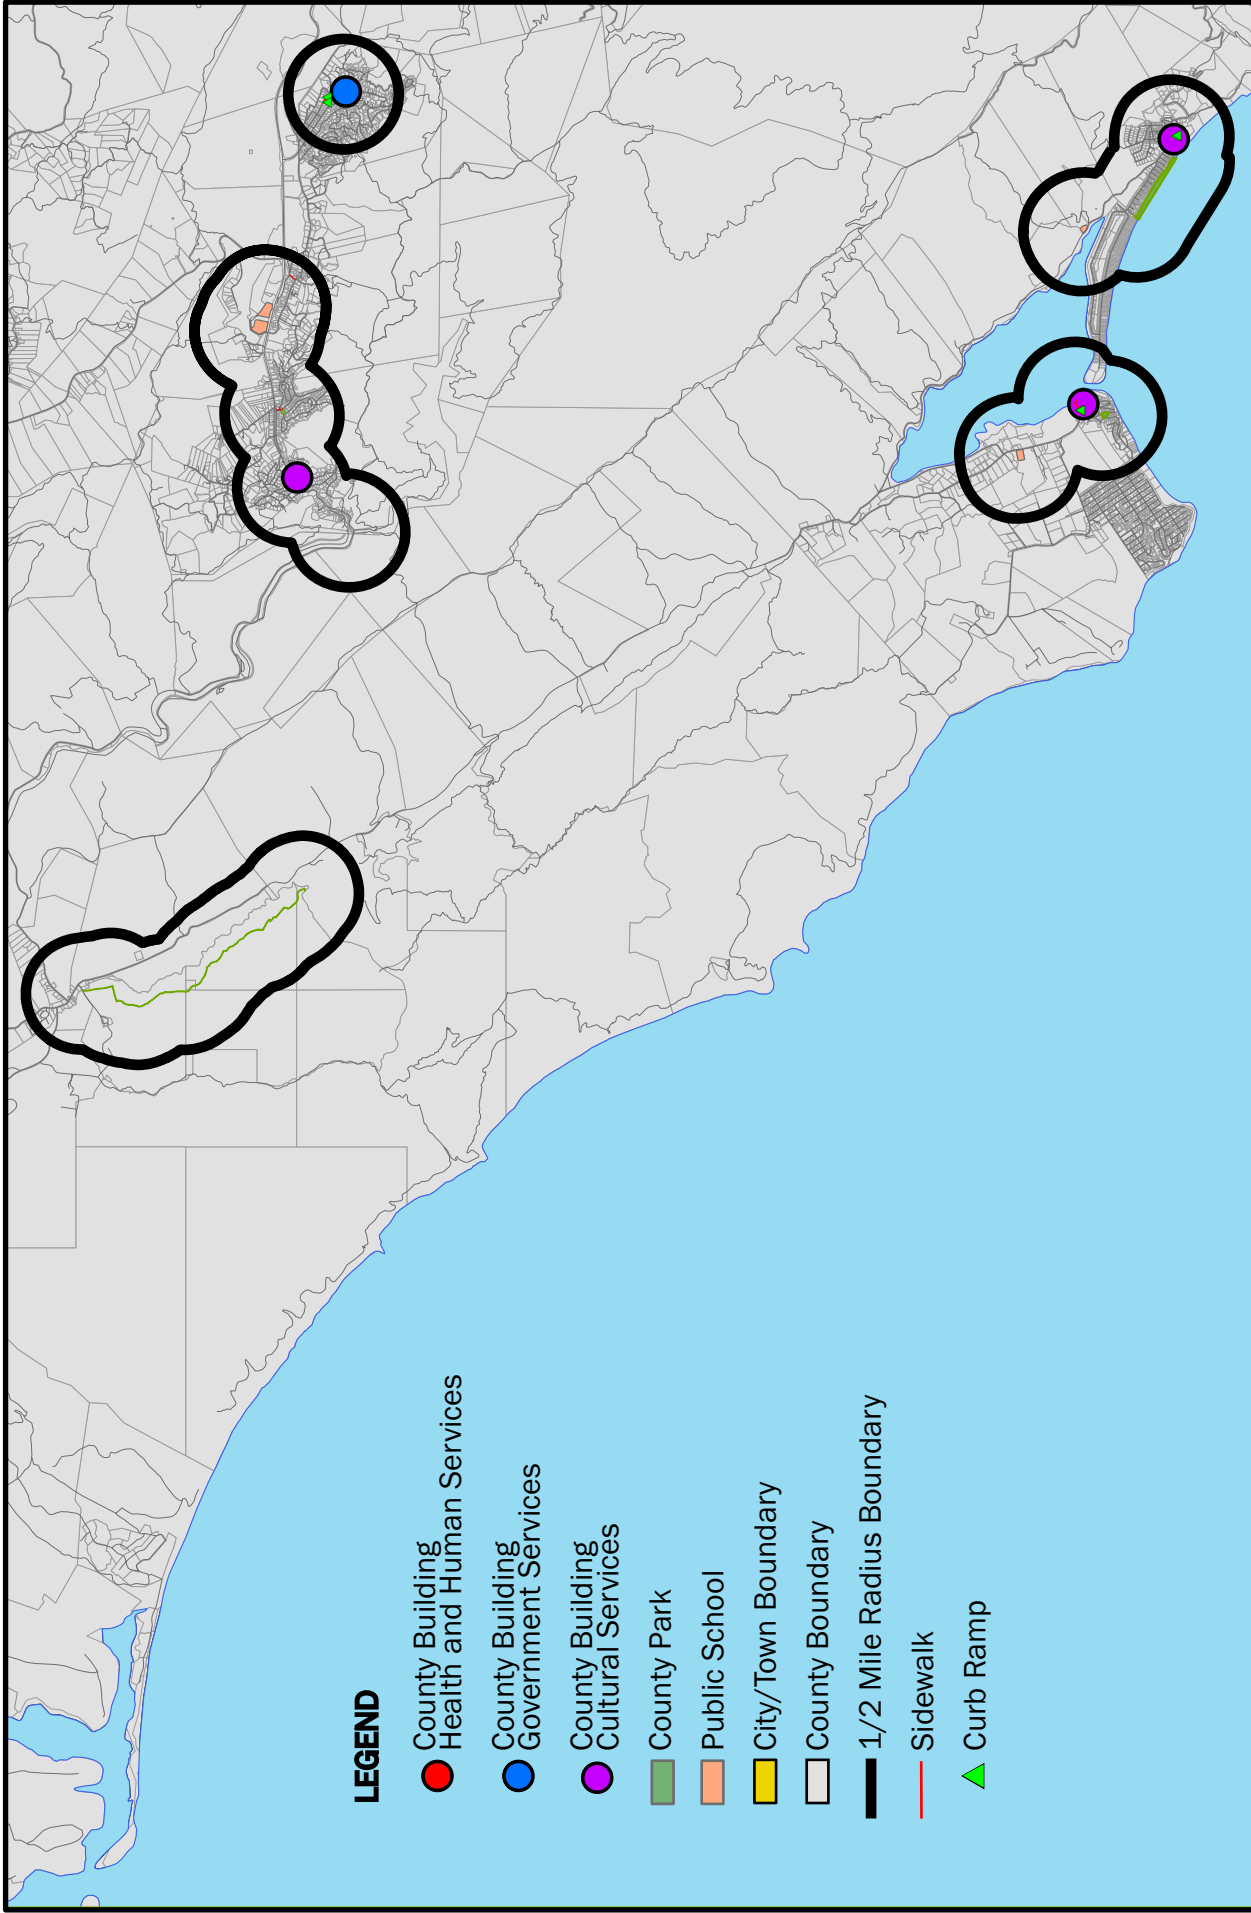 LEGEND
County Building
Health and Human Services
County Building
Government Services
County Building
Cultural Services
County Park
Public School
City/Town Boundary
County Boundary
1/2 Mile Radius Boundary
Sidewalk
Curb Ramp